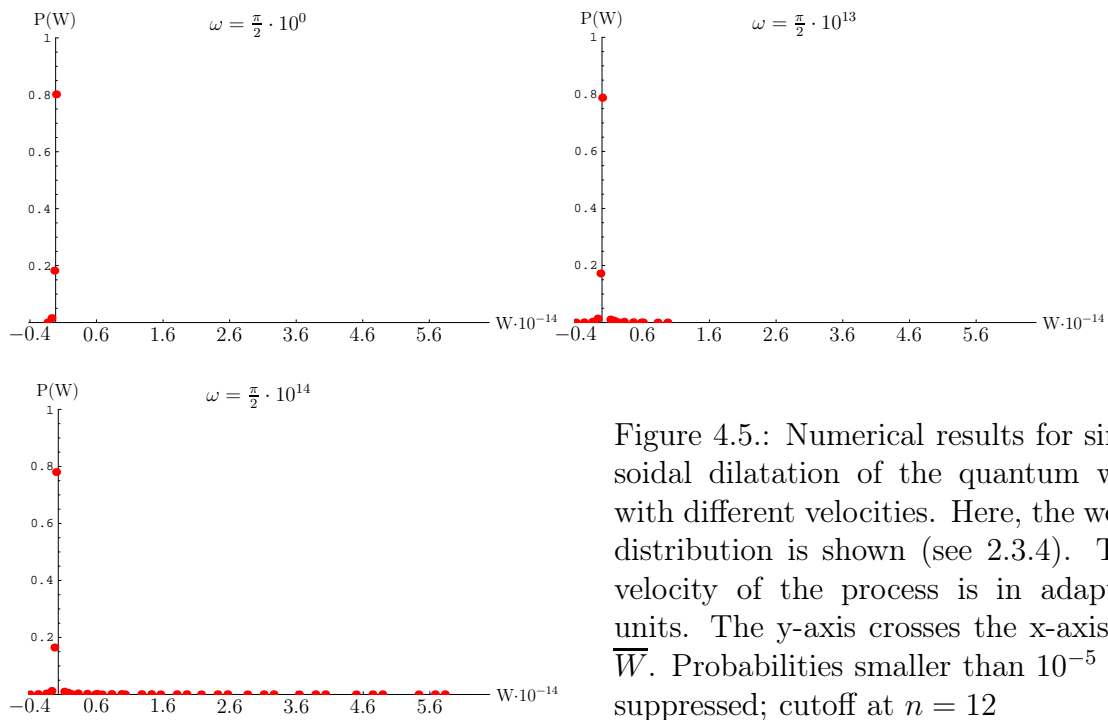 P(W)
ω = π/2 · 10^0
1
0.8
0.6
0.4
0.2
−0.4 0.6 1.6 2.6 3.6 4.6 5.6
W·10^−14
P(W)
ω = π/2 · 10^13
1
0.8
0.6
0.4
0.2
−0.4 0.6 1.6 2.6 3.6 4.6 5.6
W·10^−14
P(W)
ω = π/2 · 10^14
1
0.8
0.6
0.4
0.2
−0.4 0.6 1.6 2.6 3.6 4.6 5.6
W·10^−14
Figure 4.5.: Numerical results for
soidal dilatation of the quantum
with different velocities. Here, the
distribution is shown (see 2.3.4).
velocity of the process is in
units. The y-axis crosses the x-axis
W̅. Probabilities smaller than 10^−5
suppressed; cutoff at n = 12